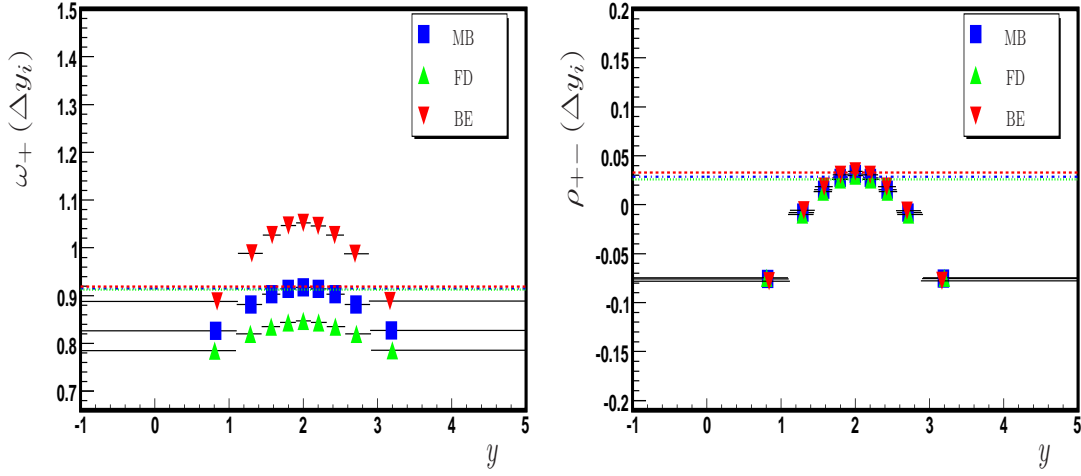 1.5
1.4
1.3
1.2
1.1
1
0.9
0.8
0.7
-1 0 1 2 3 4 5
ω+ (Δy_i)
y
MB
FD
BE
0.2
0.15
0.1
0.05
0
-0.05
-0.1
-0.15
-0.2
-1 0 1 2 3 4 5
ρ+− (Δy_i)
y
MB
FD
BE